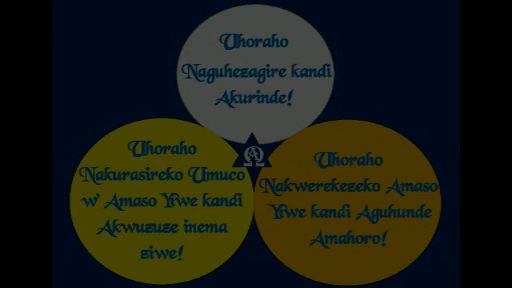 Uhoraho
Naguhezagire kandi
Akurinde!
Uhoraho
Nakurasireko Umuco
w' Amaso Yiwe kandi
Akwuzuze inema
ziwe!
Uhoraho
Nakwerekezeko Amaso
Yiwe kandi Aguhunde
Amahoro!